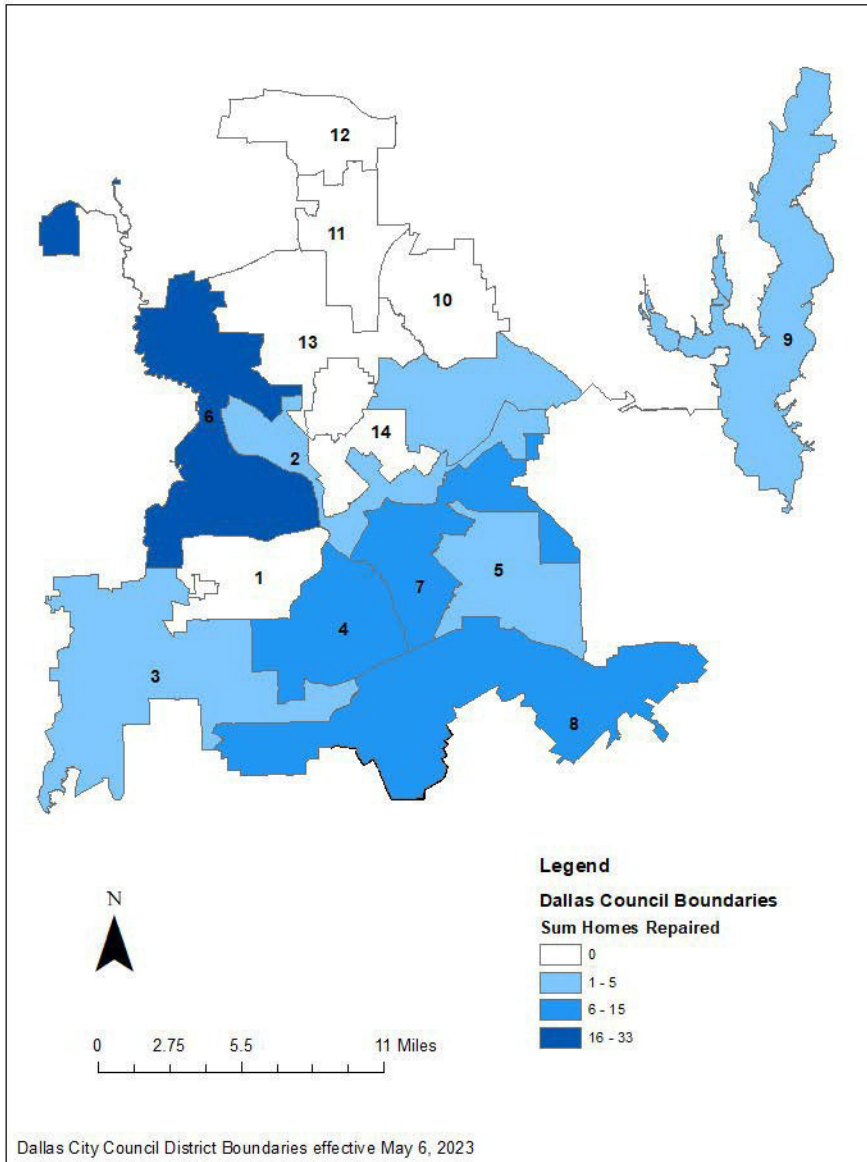 12
11
10
9
13
6
14
2
5
1
7
4
3
8
N
0 2.75 5.5 11 Miles
Legend
Dallas Council Boundaries
Sum Homes Repaired
0
1 - 5
6 - 15
16 - 33
Dallas City Council District Boundaries effective May 6, 2023